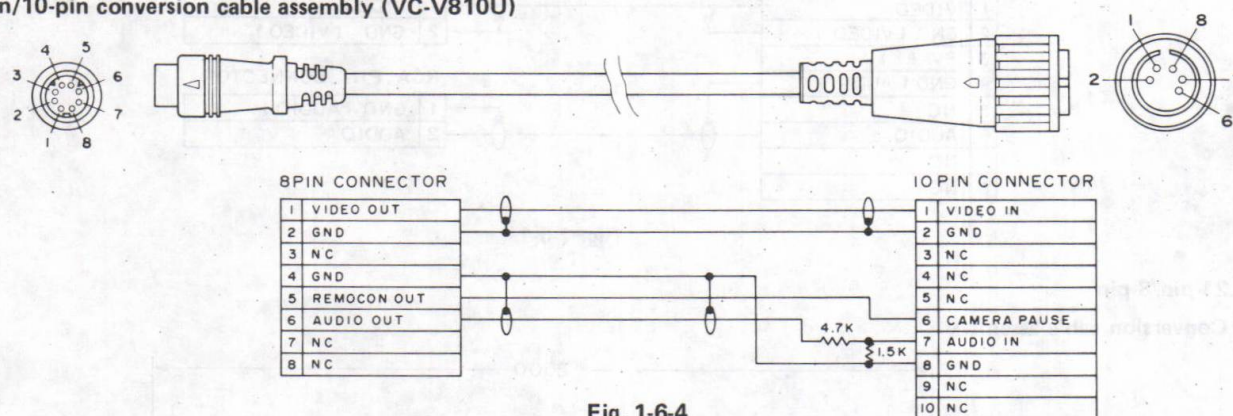 n/10-pin conversion cable assembly (VC-V810U)
4 5
3 6
2 7
1 8
1 8
2
6
8PIN CONNECTOR
1 VIDEO OUT
2 GND
3 NC
4 GND
5 REMOCON OUT
6 AUDIO OUT
7 NC
8 NC
4.7K
1.5K
10PIN CONNECTOR
1 VIDEO IN
2 GND
3 NC
4 NC
5 NC
6 CAMERA PAUSE
7 AUDIO IN
8 GND
9 NC
10 NC
Fig. 1-6-4